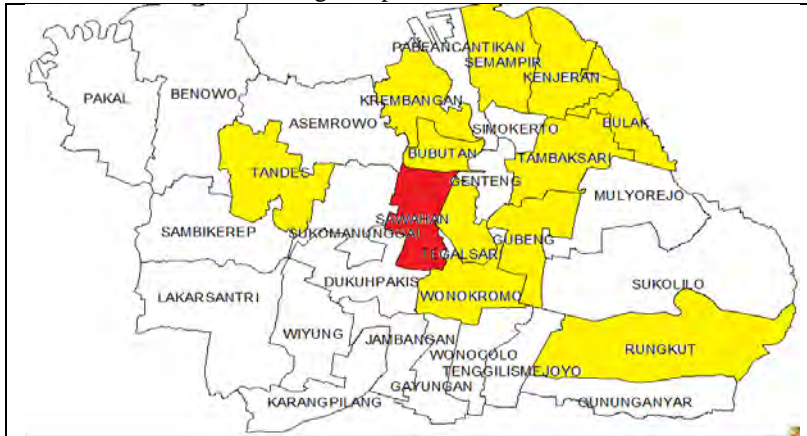 PABEANCANTIKAN
SEMAMPIR
KENJERAN
PAKAL
BENOWO
KREMBANGAN
ASEMROWO
SIMOKERTO
BULAK
BUBUTAN
TAMBAKSARI
TANDES
GENTENG
MULYOREJO
SAWAHAN
SAMBIKEREP
SUKOMANUNGGAL
GUBENG
TEGALSARI
DUKUHPAKIS
SUKOLILO
LAKARSANTRI
WONOKROMO
WIYUNG
JAMBANGAN
RUNGKUT
WONOCOLO
TENGGILISMEJOYO
GAYUNGAN
KARANGPILANG
GUNUNGANYAR